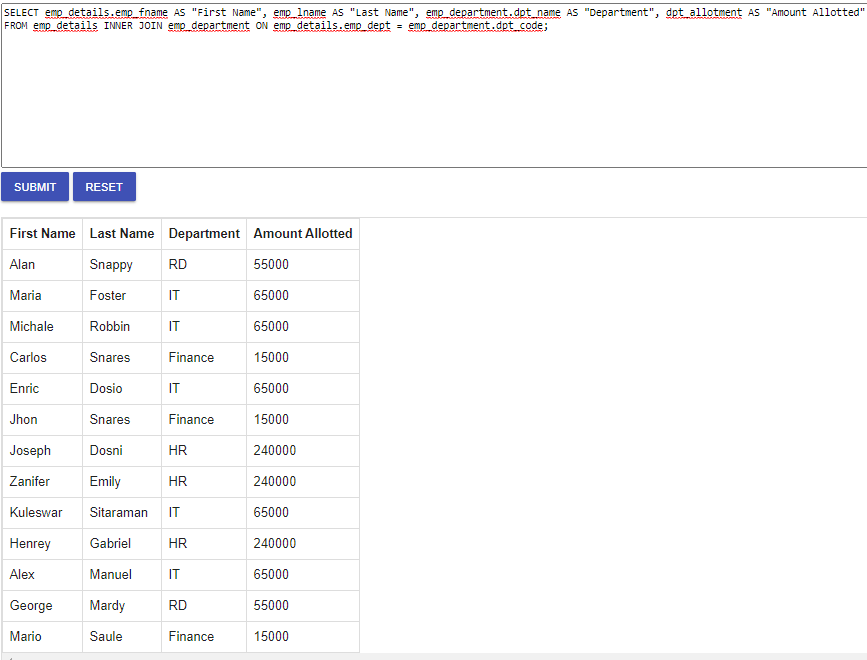 SELECT emp_details.emp_fname AS "First Name", emp_lname AS "Last Name", emp_department.dpt_name AS "Department", dpt_allotment AS "Amount Allotted"
FROM emp_details INNER JOIN emp_department ON emp_details.emp_dept = emp_department.dpt_code;
SUBMIT RESET
First Name Last Name Department Amount Allotted
Alan Snappy RD 55000
Maria Foster IT 65000
Michale Robbin IT 65000
Carlos Snares Finance 15000
Enric Dosio IT 65000
Jhon Snares Finance 15000
Joseph Dosni HR 240000
Zanifer Emily HR 240000
Kuleswar Sitaraman IT 65000
Henrey Gabriel HR 240000
Alex Manuel IT 65000
George Mardy RD 55000
Mario Saule Finance 15000